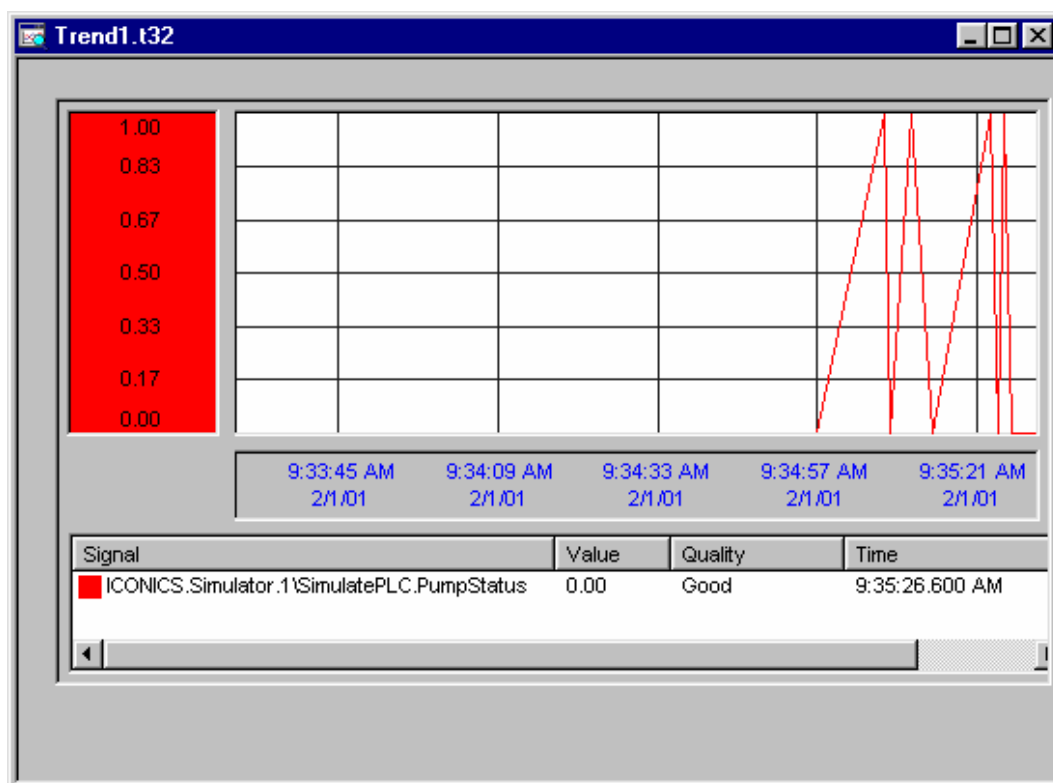 Trend1.t32
1.00
0.83
0.67
0.50
0.33
0.17
0.00
9:33:45 AM 9:34:09 AM 9:34:33 AM 9:34:57 AM 9:35:21 AM
2/1/01 2/1/01 2/1/01 2/1/01 2/1/01
Signal Value Quality Time
ICONICS.Simulator.1\SimulatePLC.PumpStatus 0.00 Good 9:35:26.600 AM